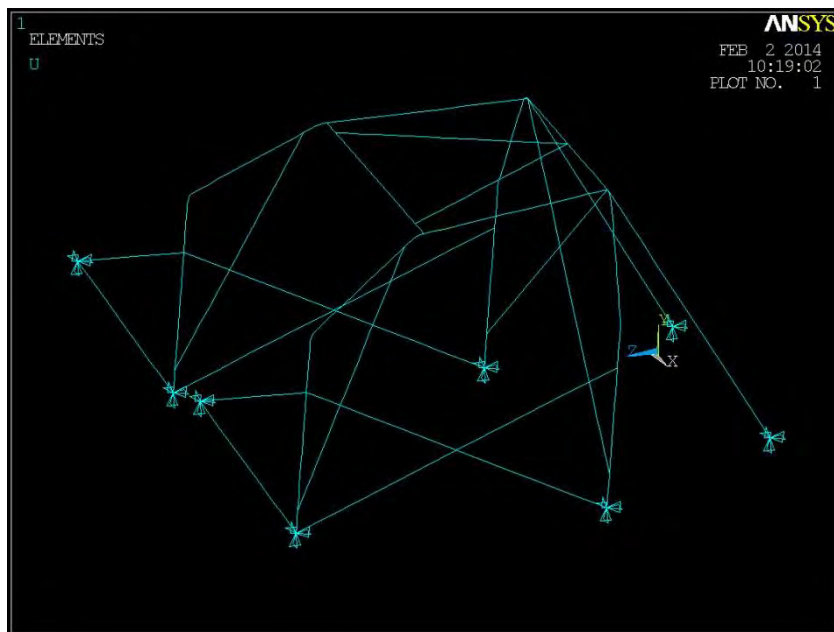 1
ELEMENTS
U
ANSYS
FEB 2 2014
10:19:02
PLOT NO. 1
Y
Z
X